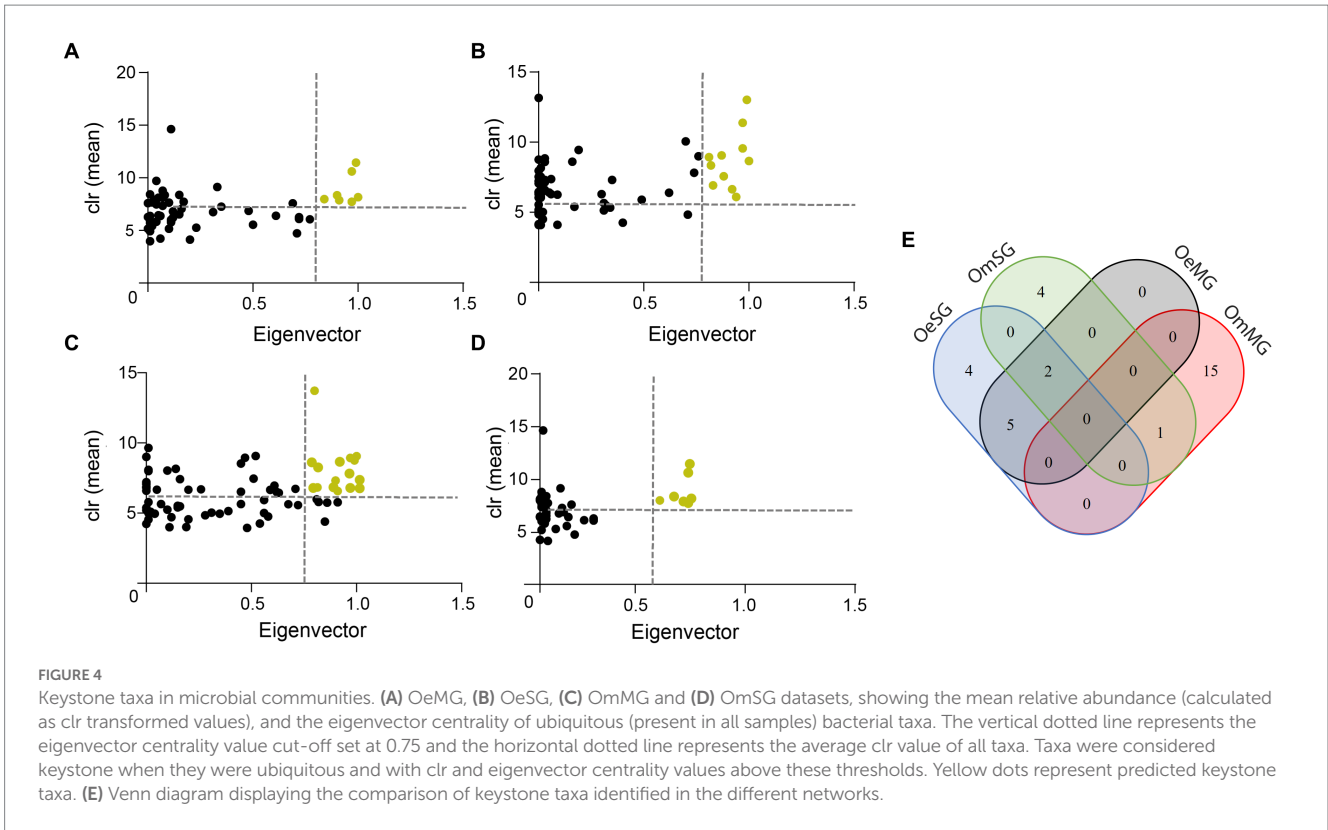 A
20
15
10
5
0
0.5
1.0
1.5
clr (mean)
Eigenvector
B
15
10
5
0
0.5
1.0
1.5
clr (mean)
Eigenvector
C
15
10
5
0
0.5
1.0
1.5
clr (mean)
Eigenvector
D
20
15
10
5
0
0.5
1.0
1.5
clr (mean)
Eigenvector
E
OeSG
OmSG
OeMG
OmMG
4
0
0
0
0
4
2
0
15
5
0
1
0
0
0
FIGURE 4
Keystone taxa in microbial communities. (A) OeMG, (B) OeSG, (C) OmMG and (D) OmSG datasets, showing the mean relative abundance (calculated
as clr transformed values), and the eigenvector centrality of ubiquitous (present in all samples) bacterial taxa. The vertical dotted line represents the
eigenvector centrality value cut-off set at 0.75 and the horizontal dotted line represents the average clr value of all taxa. Taxa were considered
keystone when they were ubiquitous and with clr and eigenvector centrality values above these thresholds. Yellow dots represent predicted keystone
taxa. (E) Venn diagram displaying the comparison of keystone taxa identified in the different networks.